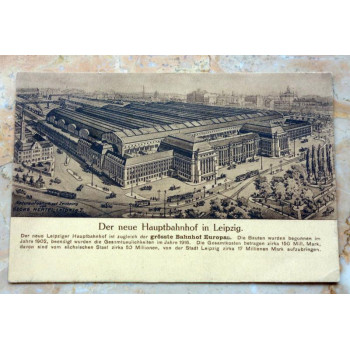 Der neue Hauptbahnhof in Leipzig.
Der neue Leipziger Hauptbahnhof ist zugleich der grösste Bahnhof Europas. Die Bauten wurden begonnen im
Jahre 1902, beendigt wurden die Gesamtbaulichkeiten im Jahre 1916. Die Gesamtkosten betragen zirka 150 Mill. Mark,
davon sind vom sächsischen Staat zirka 50 Millionen, von der Stadt Leipzig zirka 17 Millionen Mark aufzubringen.